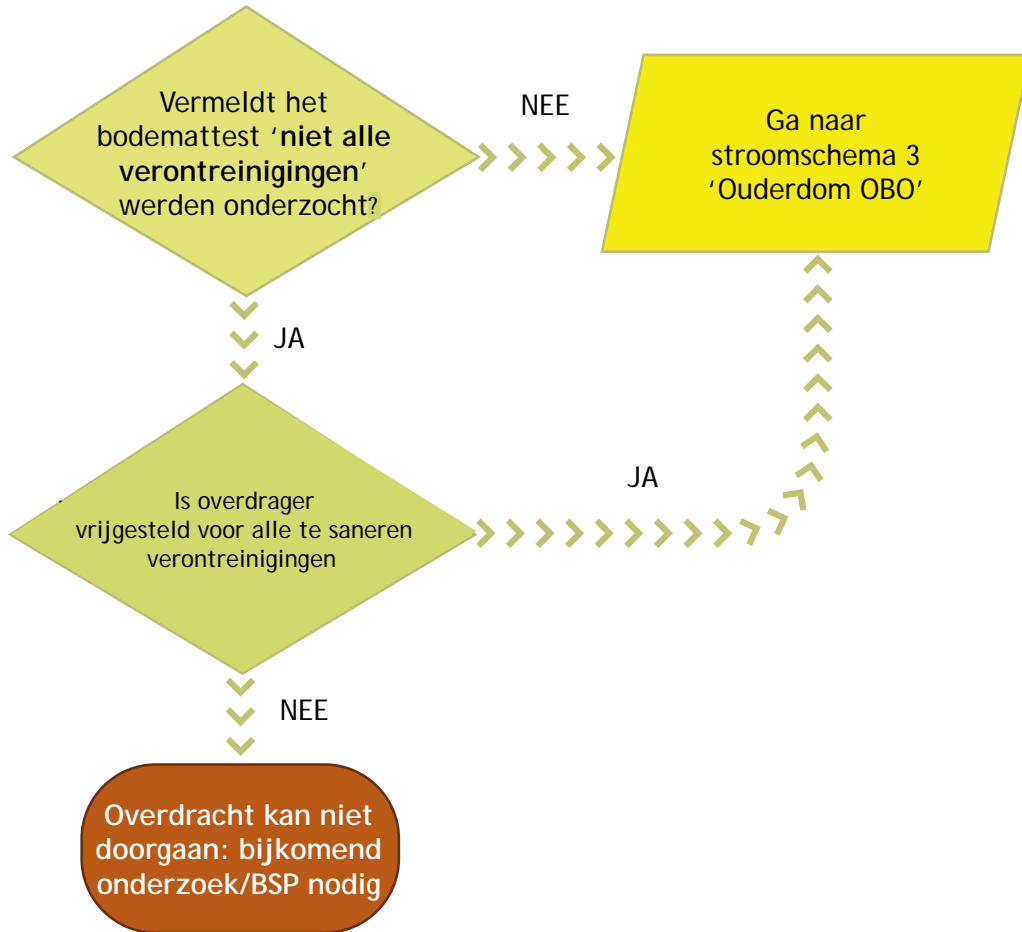 Vermeldt het
bodemattest ‘niet alle
verontreinigingen’
werden onderzocht?
NEE
Ga naar
stroomschema 3
‘Ouderdom OBO’
JA
Is overdrager
vrijgesteld voor alle te saneren
verontreinigingen
JA
NEE
Overdracht kan niet
doorgaan: bijkomend
onderzoek/BSP nodig